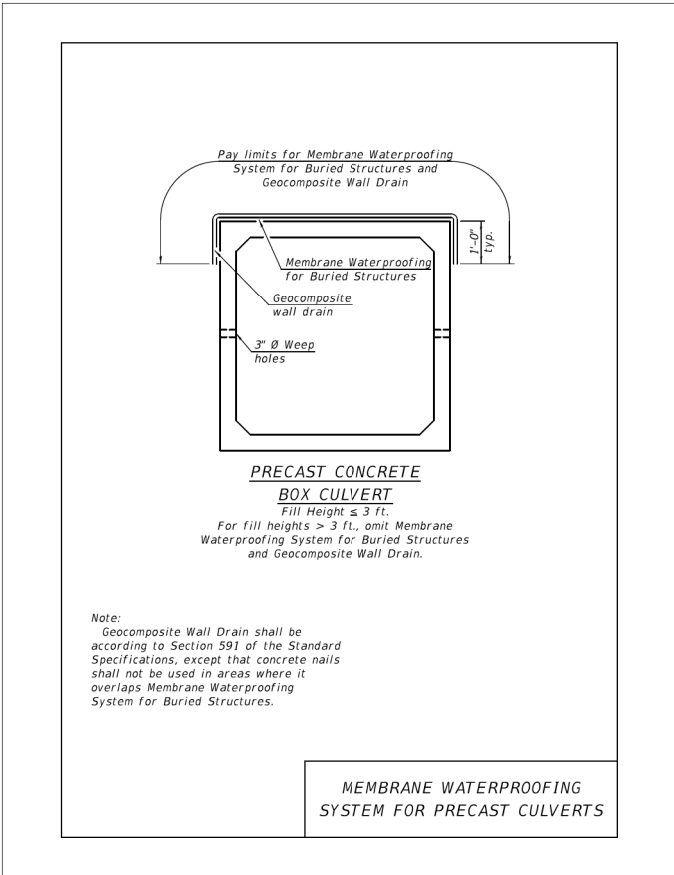 Pay limits for Membrane Waterproofing
System for Buried Structures and
Geocomposite Wall Drain
1'-0"
typ.
Membrane Waterproofing
for Buried Structures
Geocomposite
wall drain
3" Ø Weep
holes
PRECAST CONCRETE
BOX CULVERT
Fill Height ≤ 3 ft.
For fill heights > 3 ft., omit Membrane
Waterproofing System for Buried Structures
and Geocomposite Wall Drain.
Note:
Geocomposite Wall Drain shall be
according to Section 591 of the Standard
Specifications, except that concrete nails
shall not be used in areas where it
overlaps Membrane Waterproofing
System for Buried Structures.
MEMBRANE WATERPROOFING
SYSTEM FOR PRECAST CULVERTS